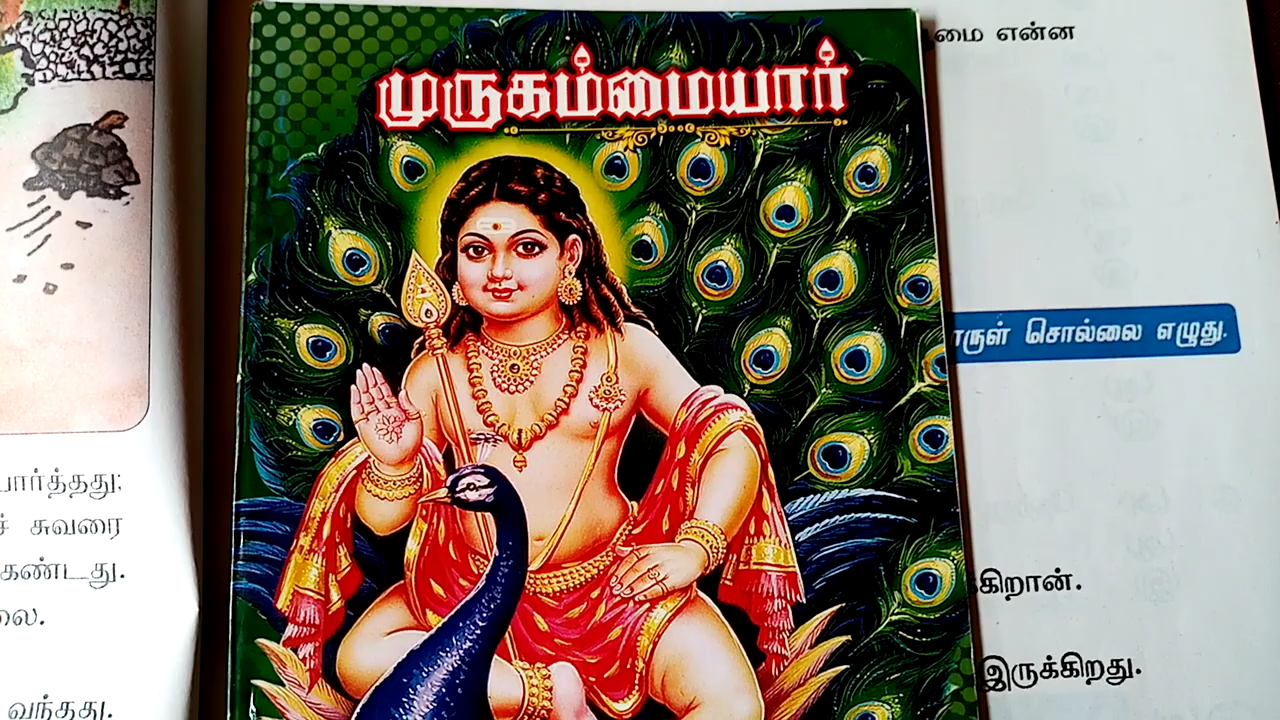 முருகம்மையார்
என்ன
சொல்லை எழுது.
பார்த்தது;
சுவரை
கண்டது.
இருக்கிறது.
வந்தது.